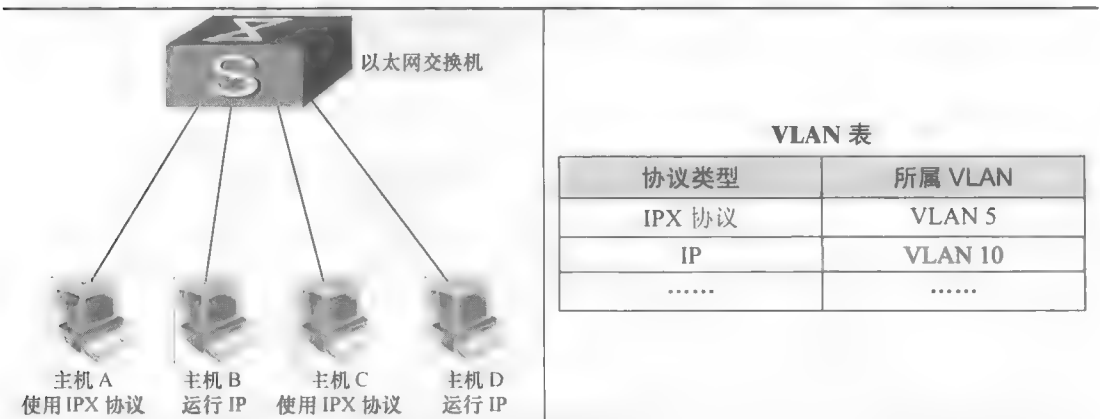 以太网交换机
VLAN 表
协议类型 所属 VLAN
IPX 协议 VLAN 5
IP VLAN 10
…… ……
主机 A 主机 B 主机 C 主机 D
使用 IPX 协议 运行 IP 使用 IPX 协议 运行 IP